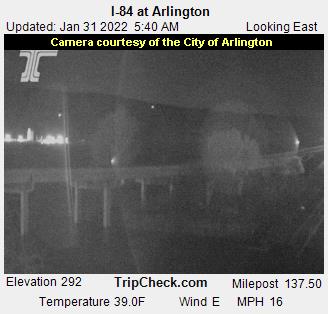 I-84 at Arlington
Updated: Jan 31 2022 5:40 AM Looking East
Camera courtesy of the City of Arlington
Elevation 292 TripCheck.com Milepost 137.50
Temperature 39.0F Wind E MPH 16